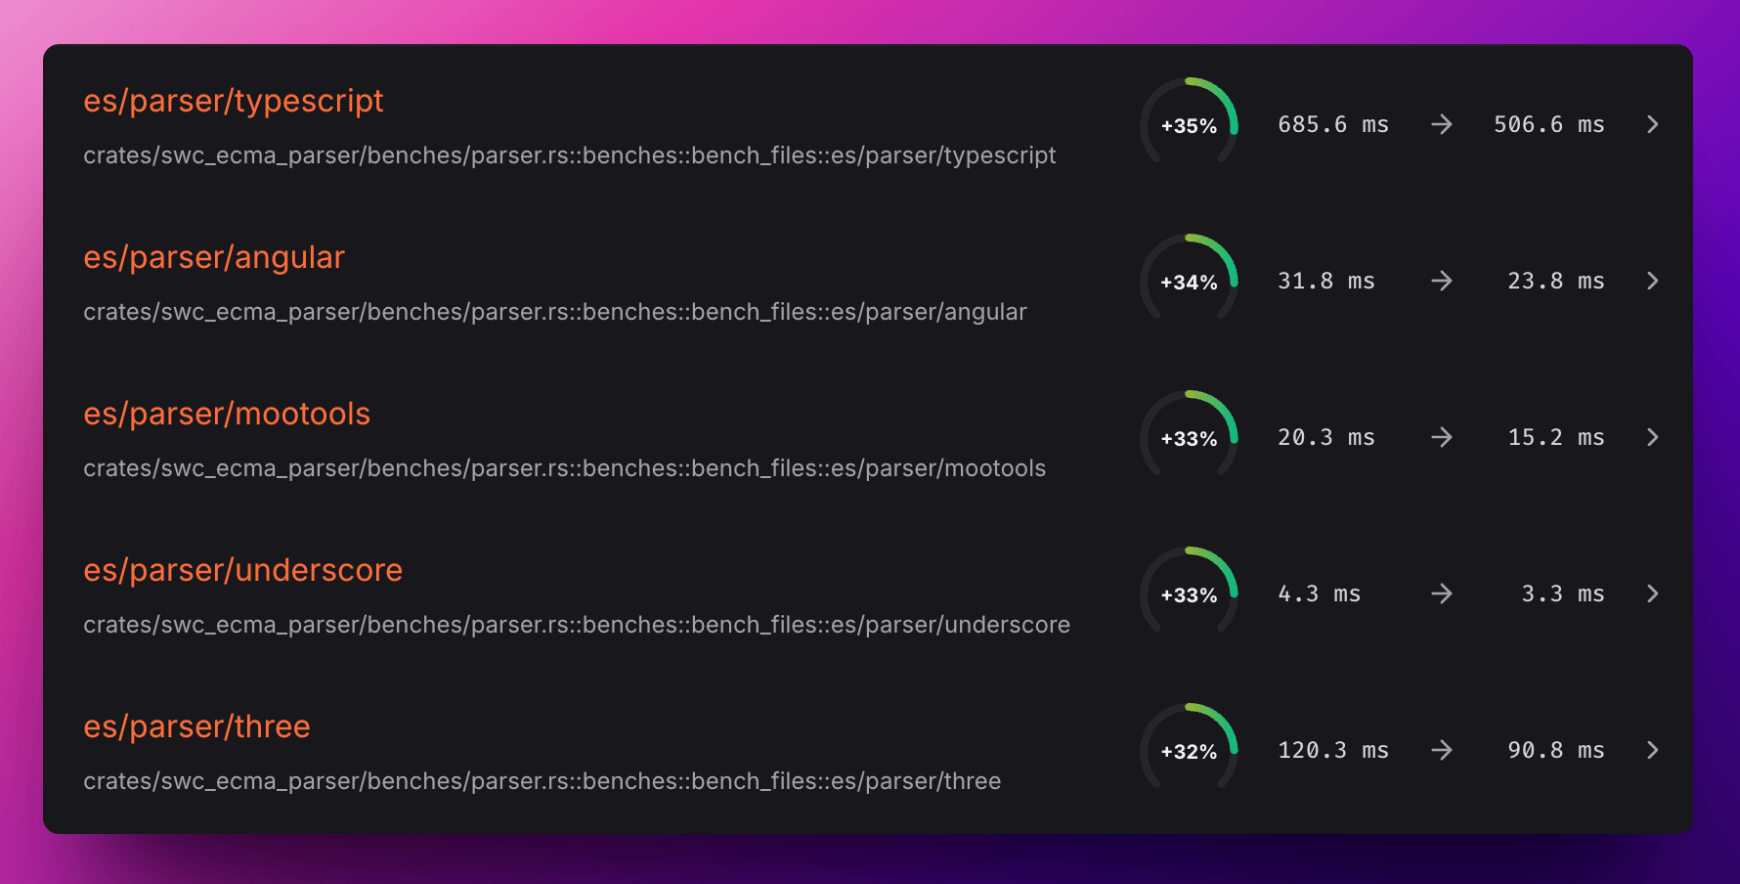 es/parser/typescript
crates/swc_ecma_parser/benches/parser.rs::benches::bench_files::es/parser/typescript
+35% 685.6 ms → 506.6 ms >
es/parser/angular
crates/swc_ecma_parser/benches/parser.rs::benches::bench_files::es/parser/angular
+34% 31.8 ms → 23.8 ms >
es/parser/mootools
crates/swc_ecma_parser/benches/parser.rs::benches::bench_files::es/parser/mootools
+33% 20.3 ms → 15.2 ms >
es/parser/underscore
crates/swc_ecma_parser/benches/parser.rs::benches::bench_files::es/parser/underscore
+33% 4.3 ms → 3.3 ms >
es/parser/three
crates/swc_ecma_parser/benches/parser.rs::benches::bench_files::es/parser/three
+32% 120.3 ms → 90.8 ms >